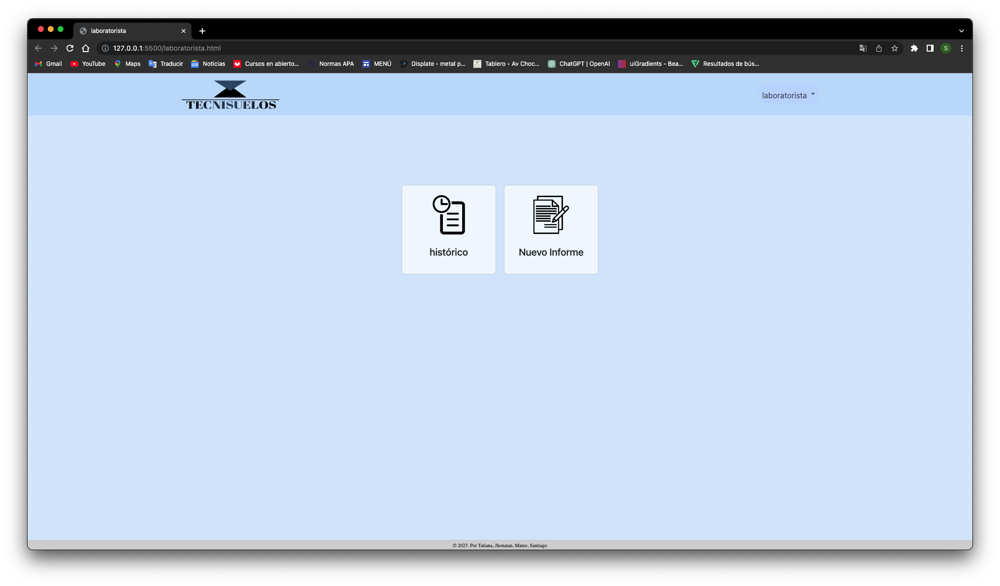 laboratorista
127.0.0.1:5500/laboratorista.html
S
Gmail YouTube Maps Traducir Noticias Cursos en abierto... Normas APA MENÚ Displate - metal p... Tablero • Av Choc... ChatGPT | OpenAI uiGradients - Bea... Resultados de bús...
TECNISUELOS
laboratorista
histórico
Nuevo Informe
© 2023. Por Tatiana, Jhonatan, Mateo, Santiago